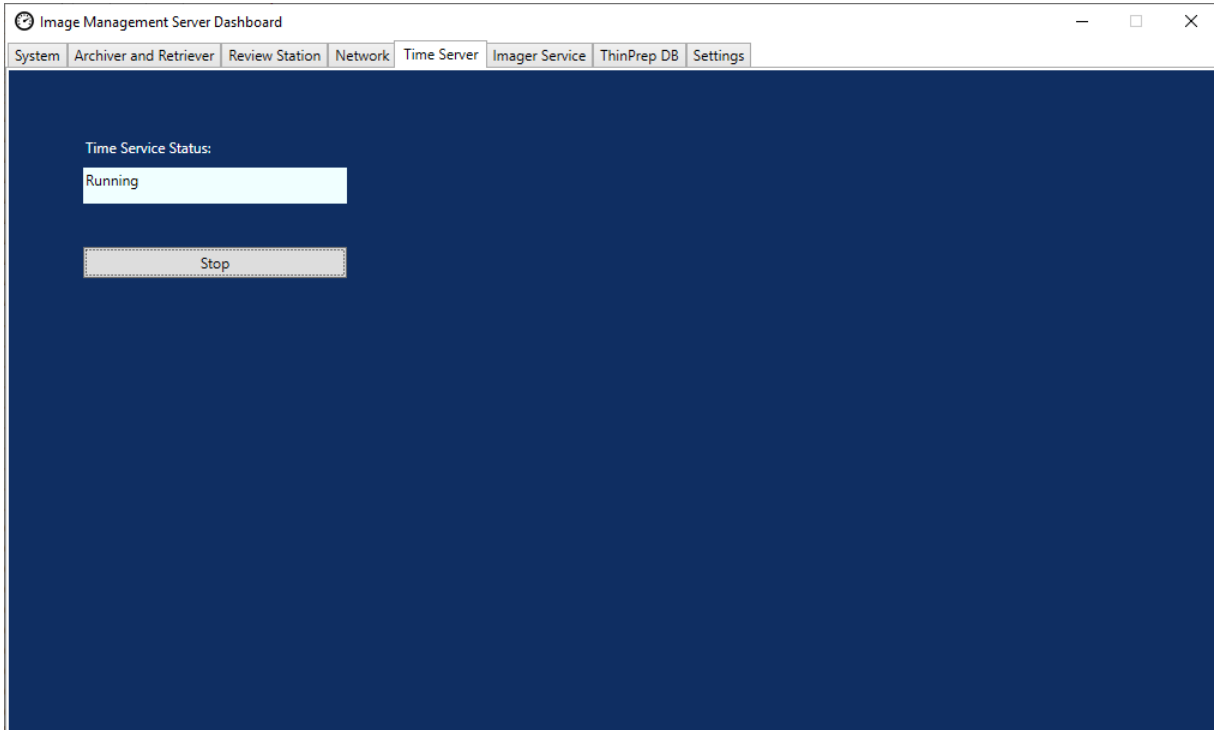 Image Management Server Dashboard
System Archiver and Retriever Review Station Network Time Server Imager Service ThinPrep DB Settings
Time Service Status:
Running
Stop